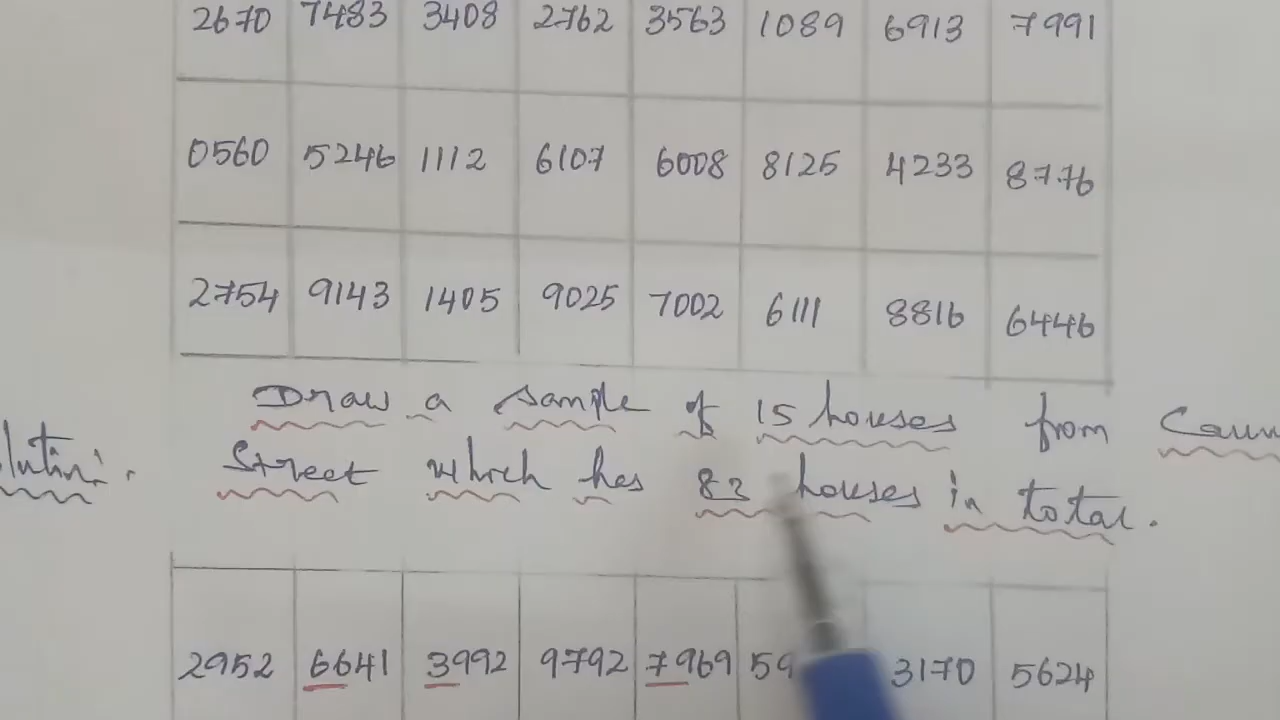 2670 7483 3408 2762 3563 1089 6913 7991
0560 5246 1112 6107 6008 8125 4233 8776
2754 9143 1405 9025 7002 6111 8816 6446
Draw a sample of 15 houses from
Street which has 83 houses in total.
2952 6641 3992 9792 7969 59 3170 5624